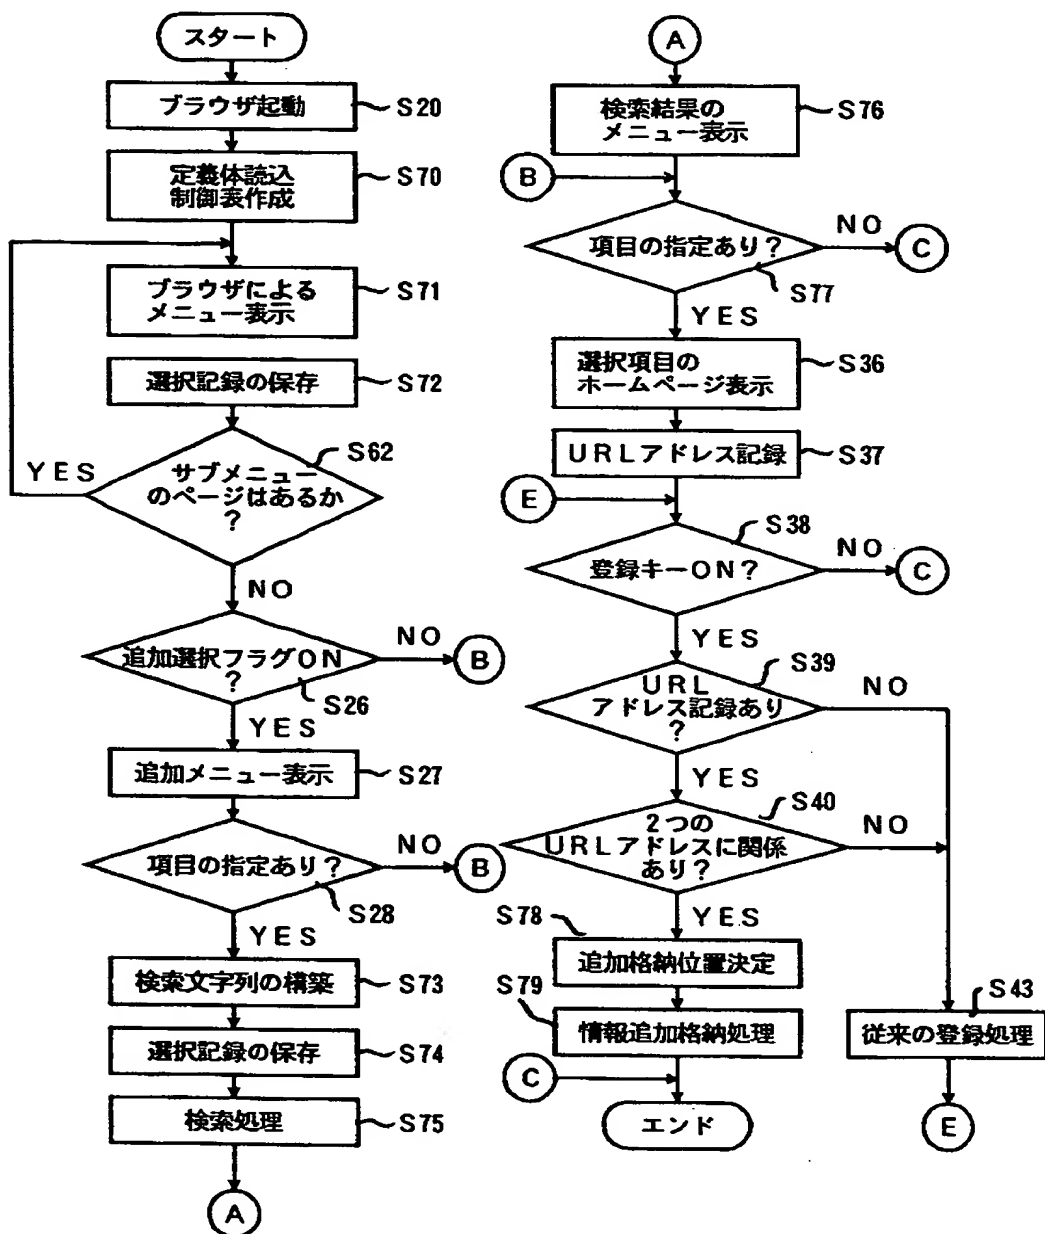 スタート
ブラウザ起動
S20
定義体読込
制御表作成
S70
ブラウザによる
メニュー表示
S71
選択記録の保存
S72
サブメニュー
のページはあるか
?
S62
YES
NO
追加選択フラグON
?
S26
NO
B
YES
追加メニュー表示
S27
項目の指定あり?
S28
NO
B
YES
検索文字列の構築
S73
選択記録の保存
S74
検索処理
S75
A
A
検索結果の
メニュー表示
S76
B
項目の指定あり?
S77
NO
C
YES
選択項目の
ホームページ表示
S36
URLアドレス記録
S37
E
登録キーON?
S38
NO
C
YES
URL
アドレス記録あり
?
S39
NO
YES
2つの
URLアドレスに関係
あり?
S40
NO
YES
S78
追加格納位置決定
S79
情報追加格納処理
S43
従来の登録処理
C
エンド
E